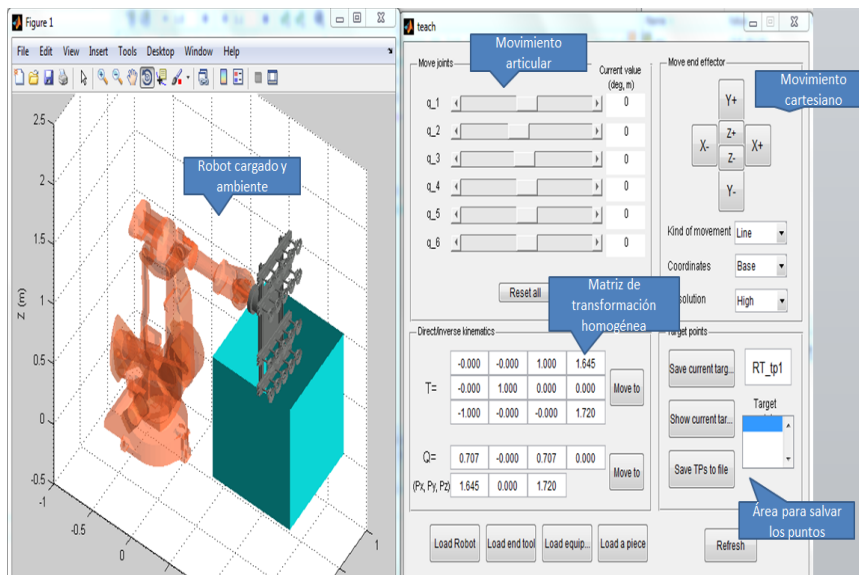 Figure 1
File Edit View Insert Tools Desktop Window Help
Robot cargado y
ambiente
Z (m)
2.5
2
1.5
1
0.5
0
-0.5
-1
-0.5
0
1
teach
Move joints
Movimiento
articular
Current value
(deg, m)
q_1 0
q_2 0
q_3 0
q_4 0
q_5 0
q_6 0
Reset all
Move end effector
Movimiento
cartesiano
Y+
X- Z+ X+
Z-
Y-
Kind of movement Line
Coordinates Base
solution High
Matriz de
transformación
homogénea
Direct/Inverse kinematics
T=
-0.000 -0.000 1.000 1.645
-0.000 1.000 0.000 0.000
-1.000 -0.000 -0.000 1.720
Move to
Q= 0.707 -0.000 0.707 0.000
(Px, Py, Pz) 1.645 0.000 1.720
Move to
Target points
Save current targ... RT_tp1
Show current tar...
Target
Save TPs to file
Área para salvar
los puntos
Load Robot Load end tool Load equip... Load a piece Refresh